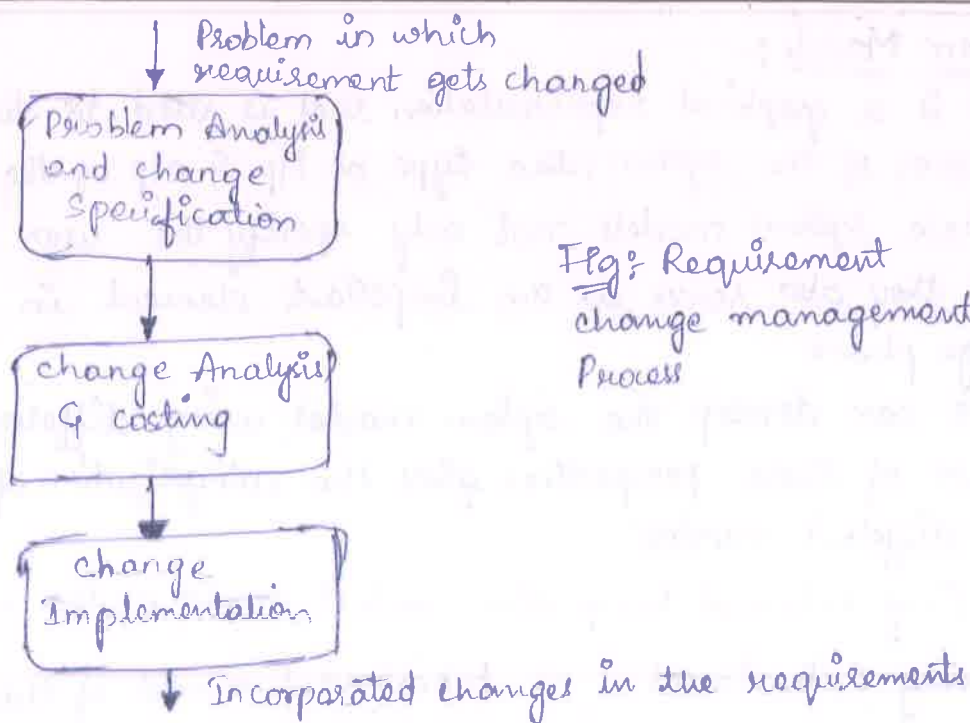 Problem in which
requirement gets changed
Problem Analysis
and change
Specification
Fig: Requirement
change management
Process
change Analysis
& costing
change
Implementation
Incorporated changes in the requirements